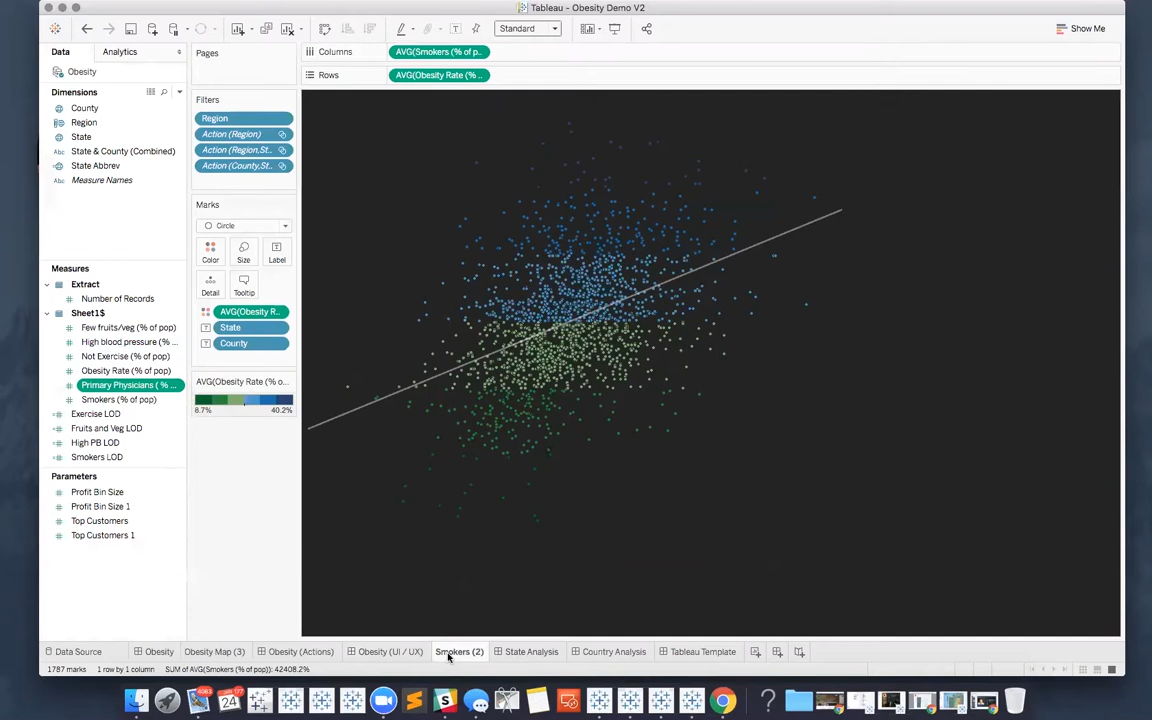 Tableau - Obesity Demo V2
Standard
Show Me
Data
Analytics
Obesity
Dimensions
County
Region
State
State & County (Combined)
State Abbrev
Measure Names
Measures
Extract
Number of Records
Sheet1$
Few fruits/veg (% of pop)
High blood pressure (% ...
Not Exercise (% of pop)
Obesity Rate (% of pop)
Primary Physicians ( % ...
Smokers (% of pop)
Exercise LOD
Fruits and Veg LOD
High PB LOD
Smokers LOD
Parameters
Profit Bin Size
Profit Bin Size 1
Top Customers
Top Customers 1
Pages
Filters
Region
Action (Region)
Action (Region,St..
Action (County,St..
Marks
Circle
Color
Size
Label
Detail
Tooltip
AVG(Obesity R..
State
County
AVG(Obesity Rate (% o...
8.7%
40.2%
Columns
AVG(Smokers (% of p..
Rows
AVG(Obesity Rate (% ..
Data Source
Obesity
Obesity Map (3)
Obesity (Actions)
Obesity (UI / UX)
Smokers (2)
State Analysis
Country Analysis
Tableau Template
1787 marks
1 row by 1 column
SUM of AVG(Smokers (% of pop)): 42408.2%